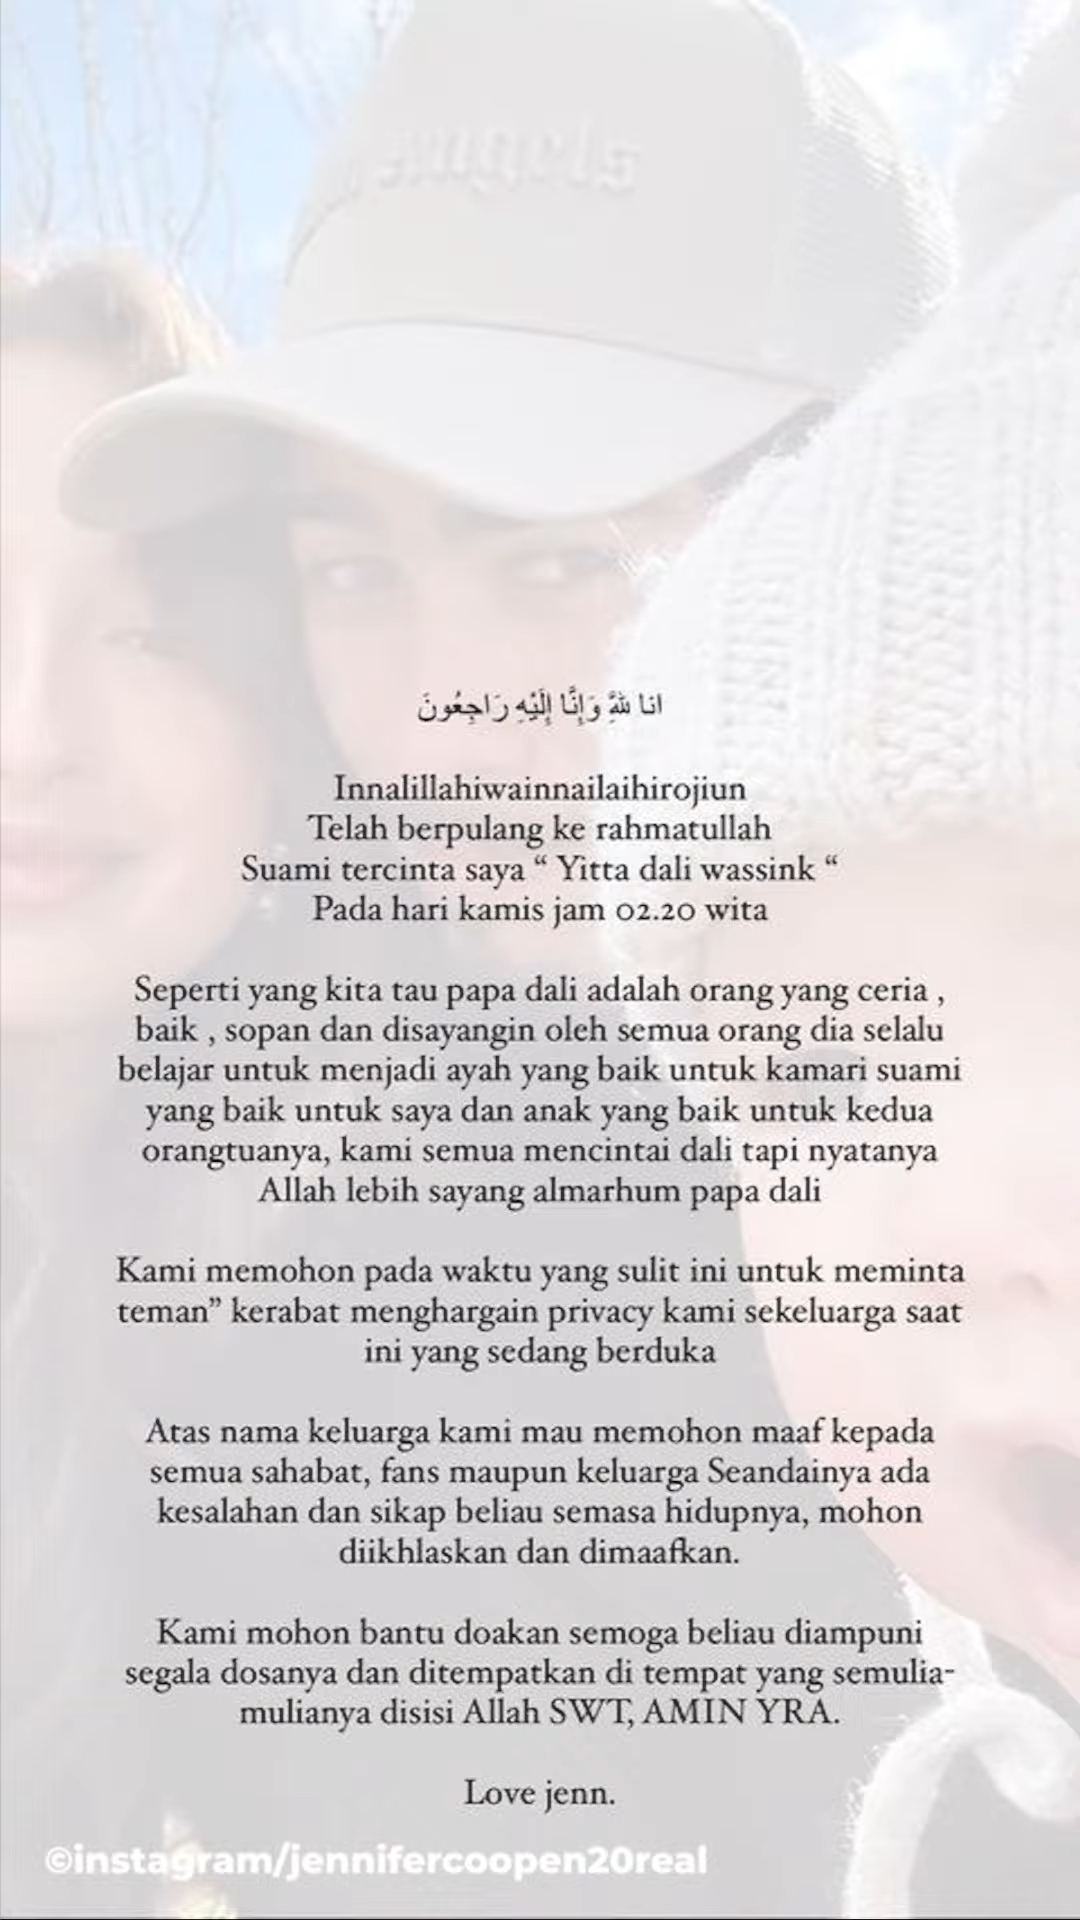 انا للهِ وَإِنَّا إِلَيْهِ رَاجِعُونَ
Innalillahiwainnailaihirojiun
Telah berpulang ke rahmatullah
Suami tercinta saya “ Yitta dali wassink “
Pada hari kamis jam 02.20 wita
Seperti yang kita tau papa dali adalah orang yang ceria ,
baik , sopan dan disayangin oleh semua orang dia selalu
belajar untuk menjadi ayah yang baik untuk kamari suami
yang baik untuk saya dan anak yang baik untuk kedua
orangtuanya, kami semua mencintai dali tapi nyatanya
Allah lebih sayang almarhum papa dali
Kami memohon pada waktu yang sulit ini untuk meminta
teman” kerabat menghargain privacy kami sekeluarga saat
ini yang sedang berduka
Atas nama keluarga kami mau memohon maaf kepada
semua sahabat, fans maupun keluarga Seandainya ada
kesalahan dan sikap beliau semasa hidupnya, mohon
diikhlaskan dan dimaafkan.
Kami mohon bantu doakan semoga beliau diampuni
segala dosanya dan ditempatkan di tempat yang semulia-
mulianya disisi Allah SWT, AMIN YRA.
Love jenn.
©instagram/jennifercoopen20real